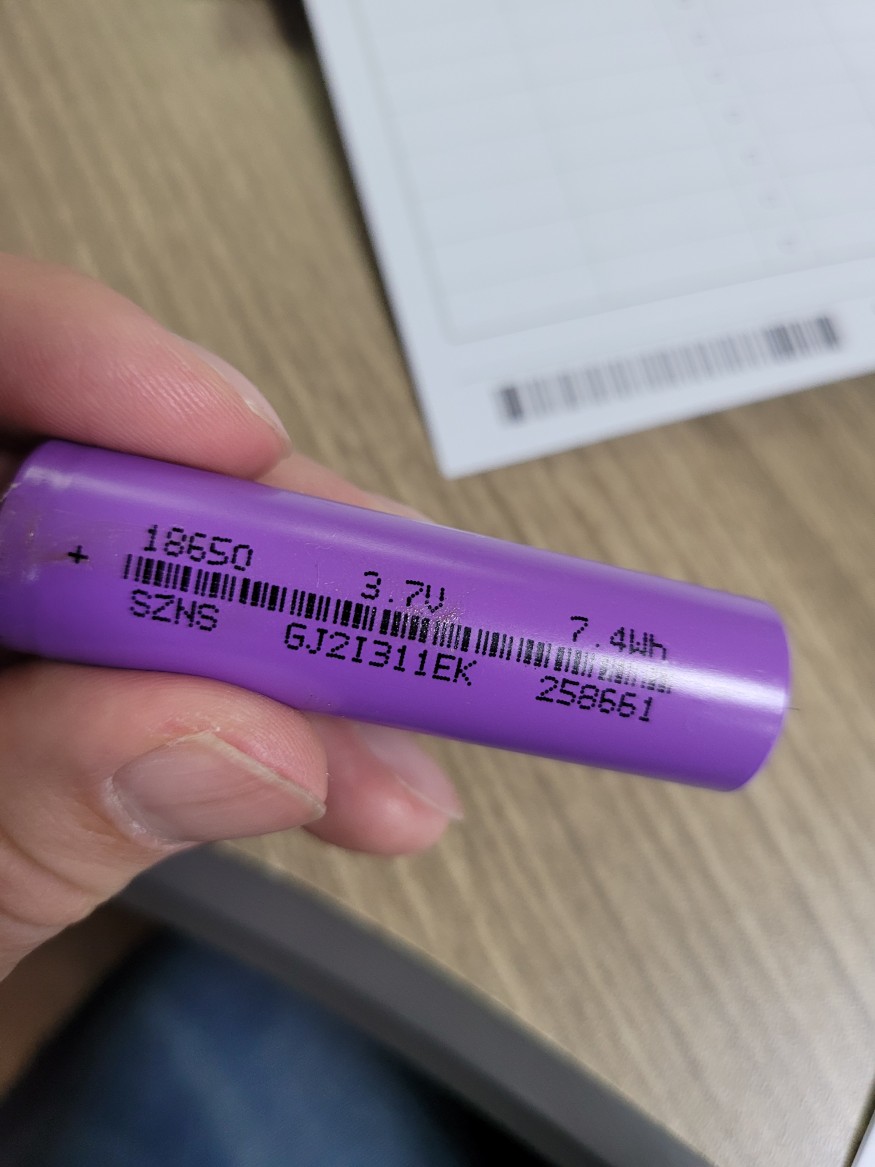 18650 3.7V 7.4Wh
+
SZNS GJ2I311EK 258661